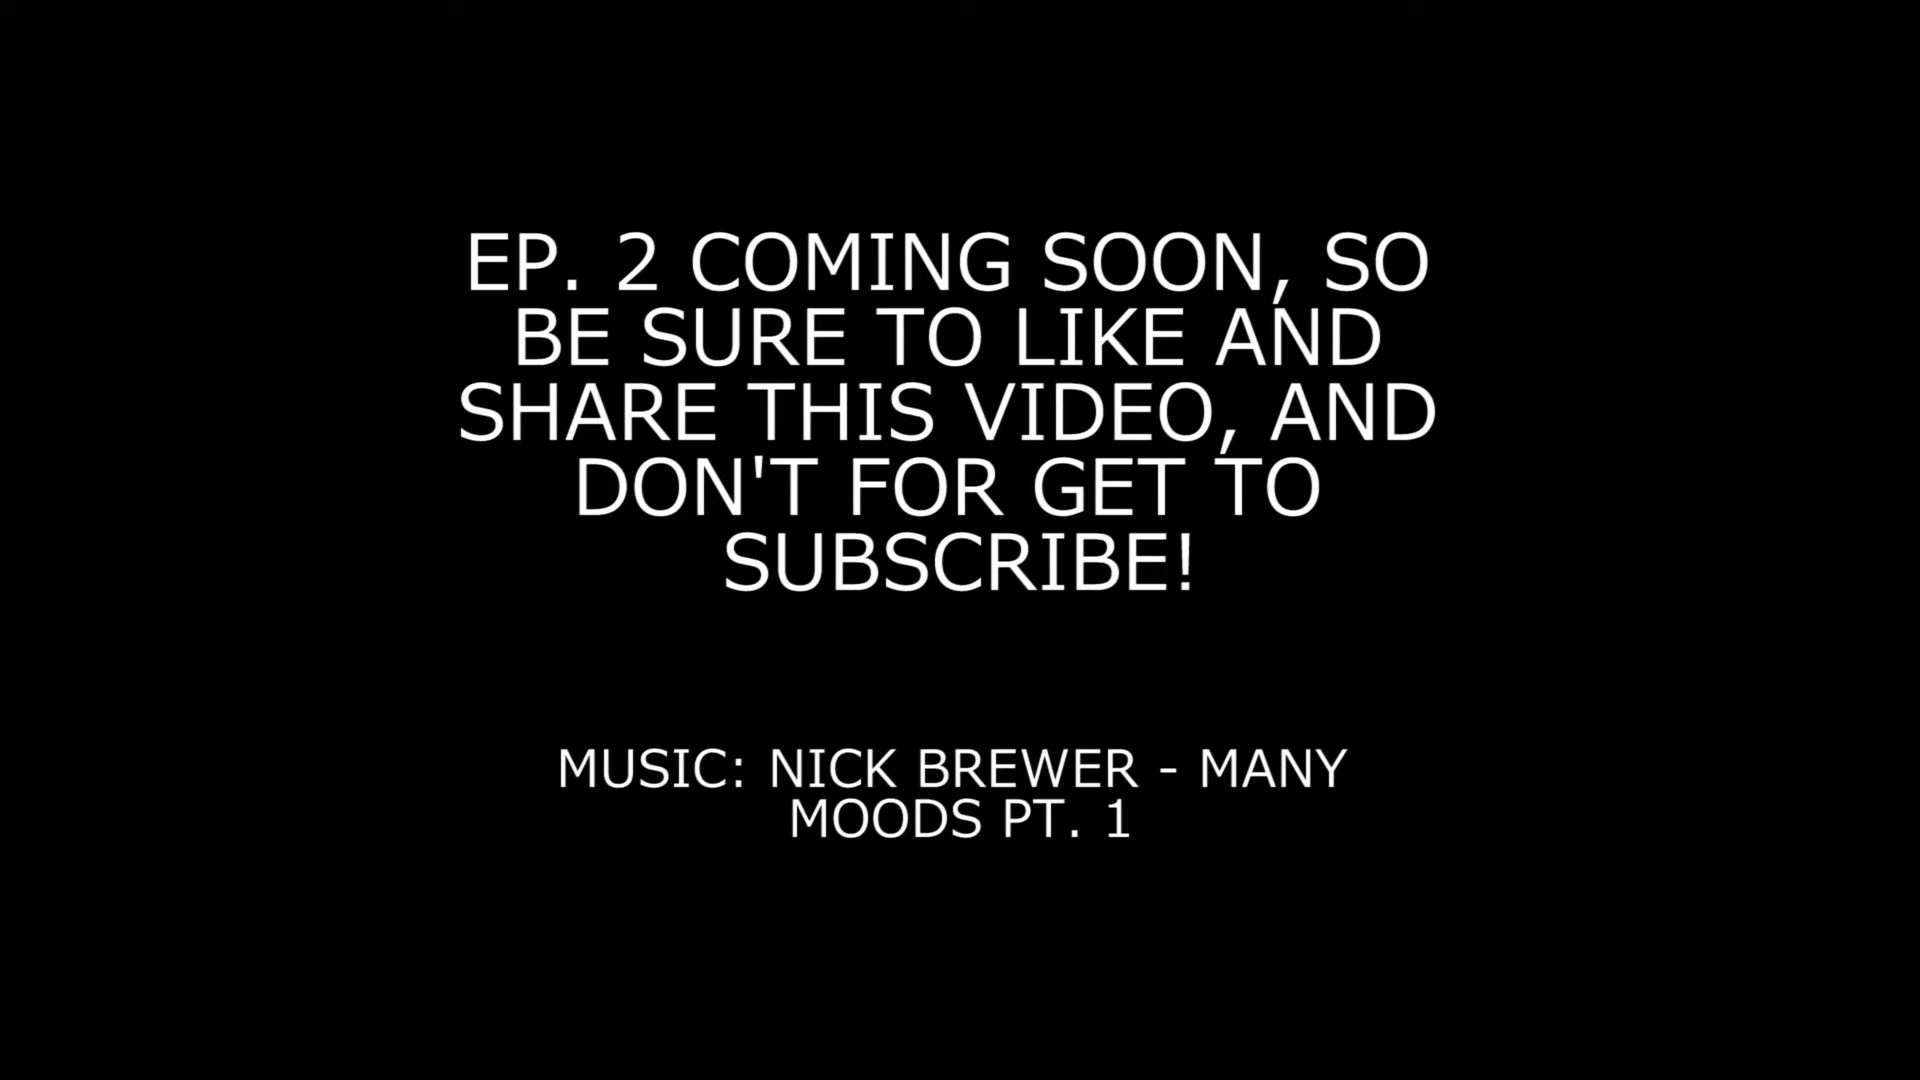 EP. 2 COMING SOON, SO
BE SURE TO LIKE AND
SHARE THIS VIDEO, AND
DON'T FOR GET TO
SUBSCRIBE!
MUSIC: NICK BREWER - MANY
MOODS PT. 1